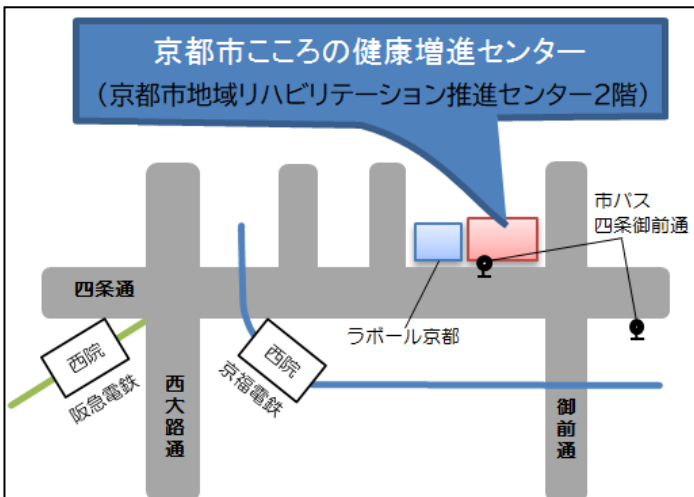 京都市こころの健康増進センター
（京都市地域リハビリテーション推進センター2階）
市バス
四条御前通
四条通
ラボール京都
西院
阪急電鉄
西院
京福電鉄
西大路通
御前通